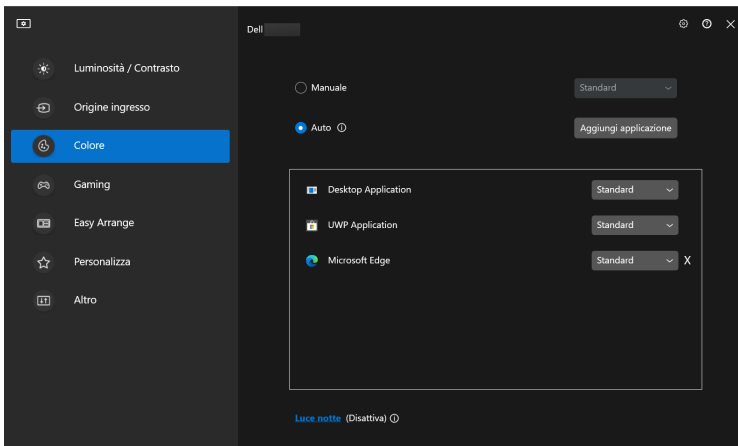 Dell
Luminosità / Contrasto
Origine ingresso
Colore
Gaming
Easy Arrange
Personalizza
Altro
Manuale
Standard
Auto
Aggiungi applicazione
Desktop Application
Standard
UWP Application
Standard
Microsoft Edge
Standard
X
Luce notte (Disattiva)